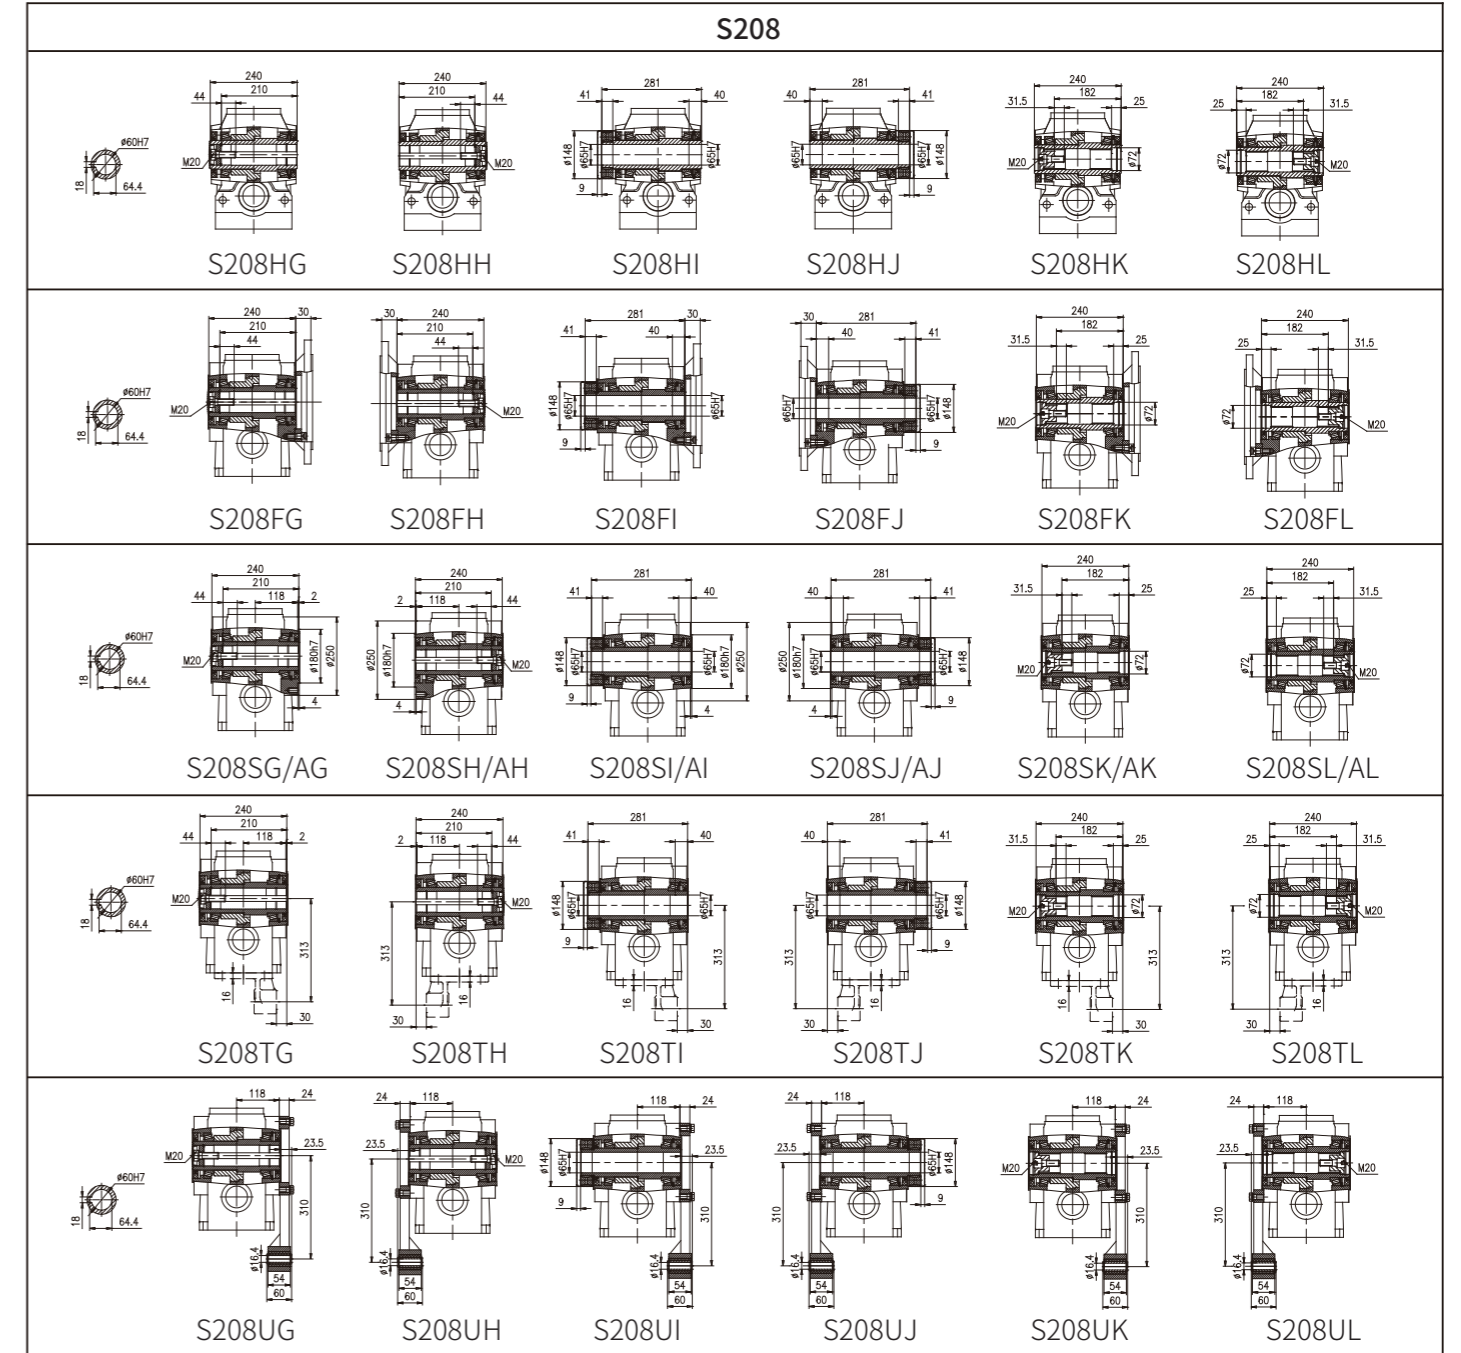 S208
240 240 281 281 240 240
210 210 182 182
44 44 41 40 40 41 31.5 25 25 31.5
ø60H7 M20 M20 ø148 ø65H7 ø65H7 ø65H7 ø65H7 ø148 M20 ø72 ø72 M20
18 64.4 9 9
S208HG S208HH S208HI S208HJ S208HK S208HL
240 30 30 240 281 30 30 281 240 240
210 210 182 182
44 44 41 40 40 41 31.5 25 25 31.5
ø60H7 M20 M20 ø148 ø65H7 ø65H7 ø65H7 ø65H7 ø148 M20 ø72 ø72 M20
18 64.4 9 9
S208FG S208FH S208FI S208FJ S208FK S208FL
240 240 281 281 240 240
210 210 182 182
44 118 2 2 118 44 41 40 40 41 31.5 25 25 31.5
ø60H7 M20 ø180h7 ø250 ø250 ø180h7 M20 ø148 ø65H7 ø65H7 ø180h7 ø250 ø250 ø180h7 ø65H7 ø65H7 ø148 M20 ø72 ø72 M20
18 64.4 4 4 9 4 4 9
S208SG/AG S208SH/AH S208SI/AI S208SJ/AJ S208SK/AK S208SL/AL
240 240 281 281 240 240
210 210 182 182
44 118 2 2 118 44 41 40 40 41 31.5 25 25 31.5
ø60H7 M20 M20 ø148 ø65H7 ø65H7 ø65H7 ø65H7 ø148 M20 ø72 ø72 M20
18 64.4 313 313 9 313 313 9 313 313
16 16 16 16 16 16
30 30 30 30 30 30
S208TG S208TH S208TI S208TJ S208TK S208TL
118 24 24 118 118 24 24 118 118 24 24 118
23.5 23.5 23.5 23.5 23.5 23.5
ø60H7 M20 M20 ø148 ø65H7 ø65H7 ø148 M20 M20
18 64.4 310 310 9 310 310 9 310 310
ø16.4 ø16.4 ø16.4 ø16.4 ø16.4 ø16.4
54 54 54 54 54 54
60 60 60 60 60 60
S208UG S208UH S208UI S208UJ S208UK S208UL